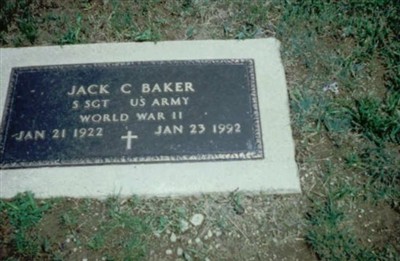 JACK C BAKER
S SGT US ARMY
WORLD WAR II
JAN 21 1922 JAN 23 1992